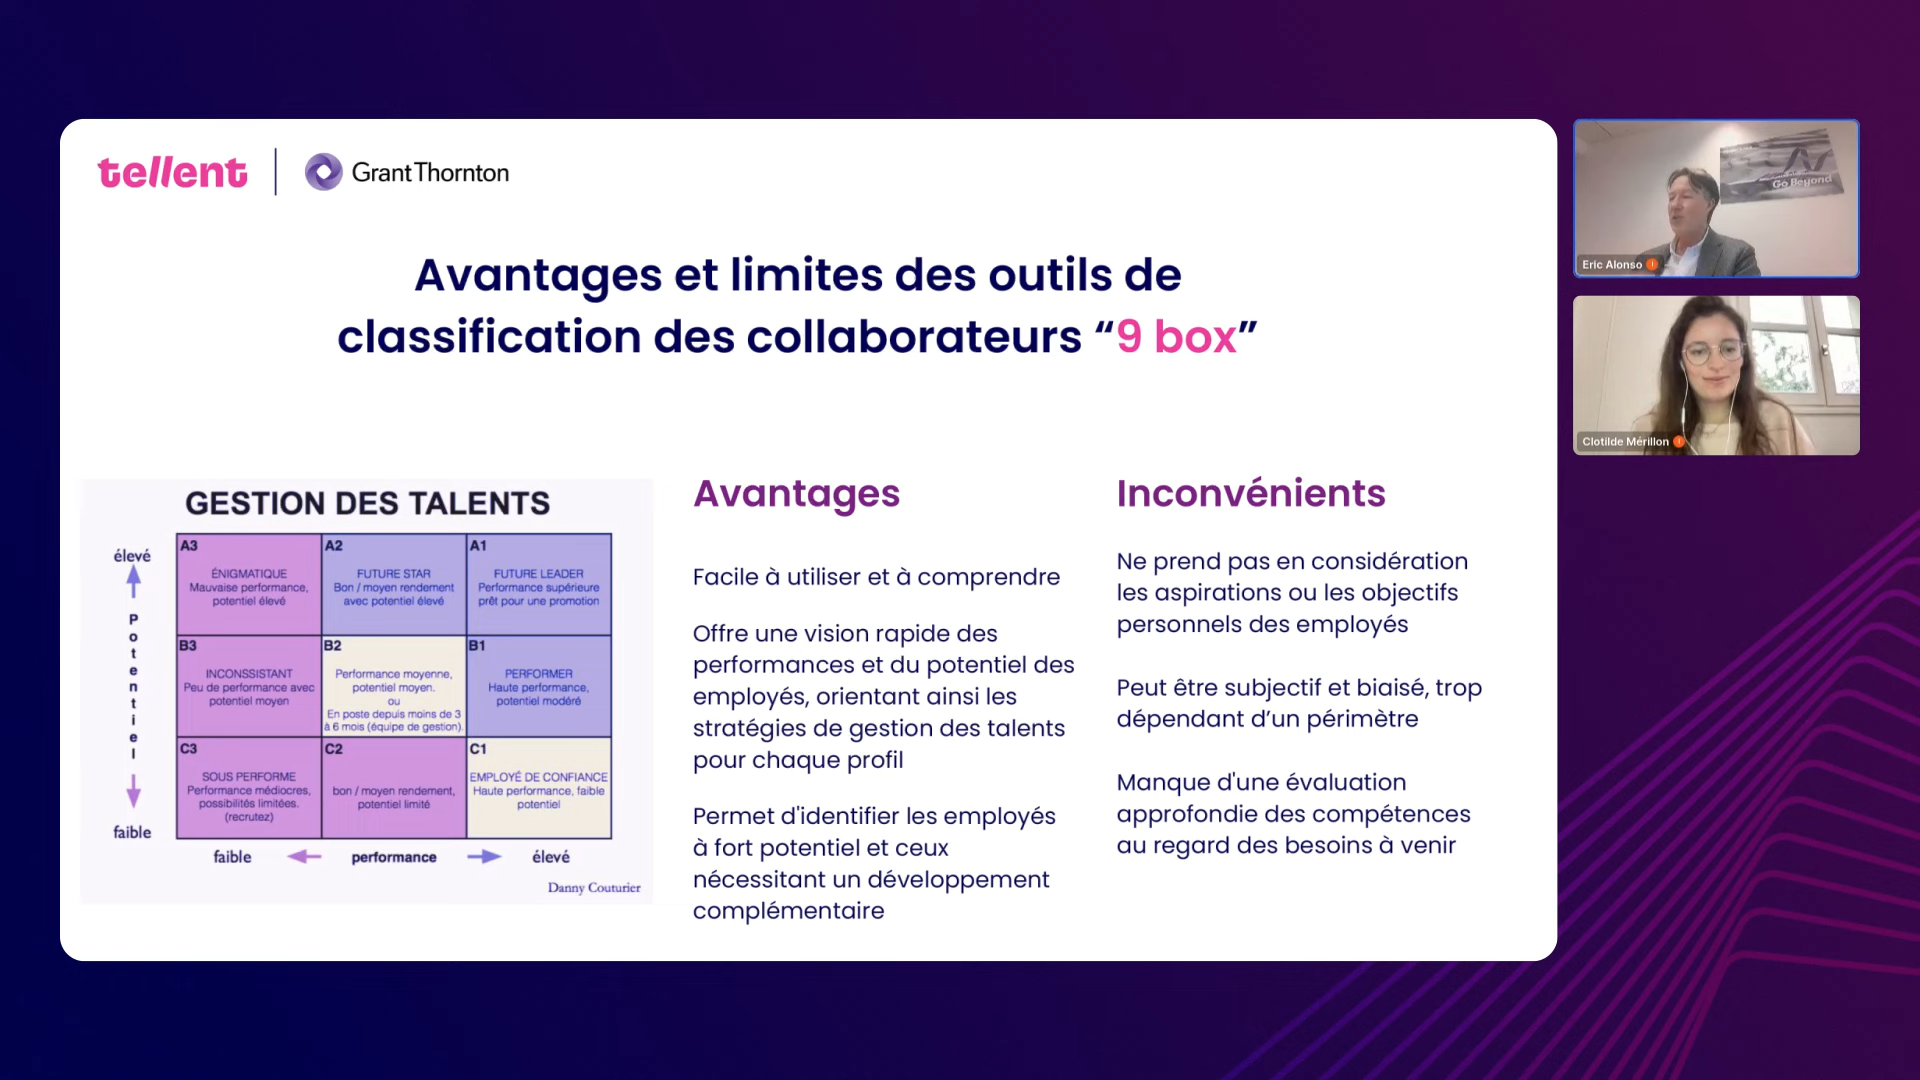 tellent
Grant Thornton
Avantages et limites des outils de
classification des collaborateurs “9 box”
GESTION DES TALENTS
élevé
Potentiel
faible
A3
ÉNIGMATIQUE
Mauvaise performance,
potentiel élevé
A2
FUTURE STAR
Bon / moyen rendement
avec potentiel élevé
A1
FUTURE LEADER
Performance supérieure
prêt pour une promotion
B3
INCONSSISTANT
Peu de performance avec
potentiel moyen
B2
Performance moyenne,
potentiel moyen.
ou
En poste depuis moins de 3
à 6 mois (équipe de gestion).
B1
PERFORMER
Haute performance,
potentiel modéré
C3
SOUS PERFORME
Performance médiocres,
possibilités limitées.
(recrutez)
C2
bon / moyen rendement,
potentiel limité
C1
EMPLOYÉ DE CONFIANCE
Haute performance, faible
potentiel
faible
performance
élevé
Danny Couturier
Avantages
Facile à utiliser et à comprendre
Offre une vision rapide des
performances et du potentiel des
employés, orientant ainsi les
stratégies de gestion des talents
pour chaque profil
Permet d'identifier les employés
à fort potentiel et ceux
nécessitant un développement
complémentaire
Inconvénients
Ne prend pas en considération
les aspirations ou les objectifs
personnels des employés
Peut être subjectif et biaisé, trop
dépendant d’un périmètre
Manque d'une évaluation
approfondie des compétences
au regard des besoins à venir
Go Beyond
Eric Alonso
Clotilde Mérillon